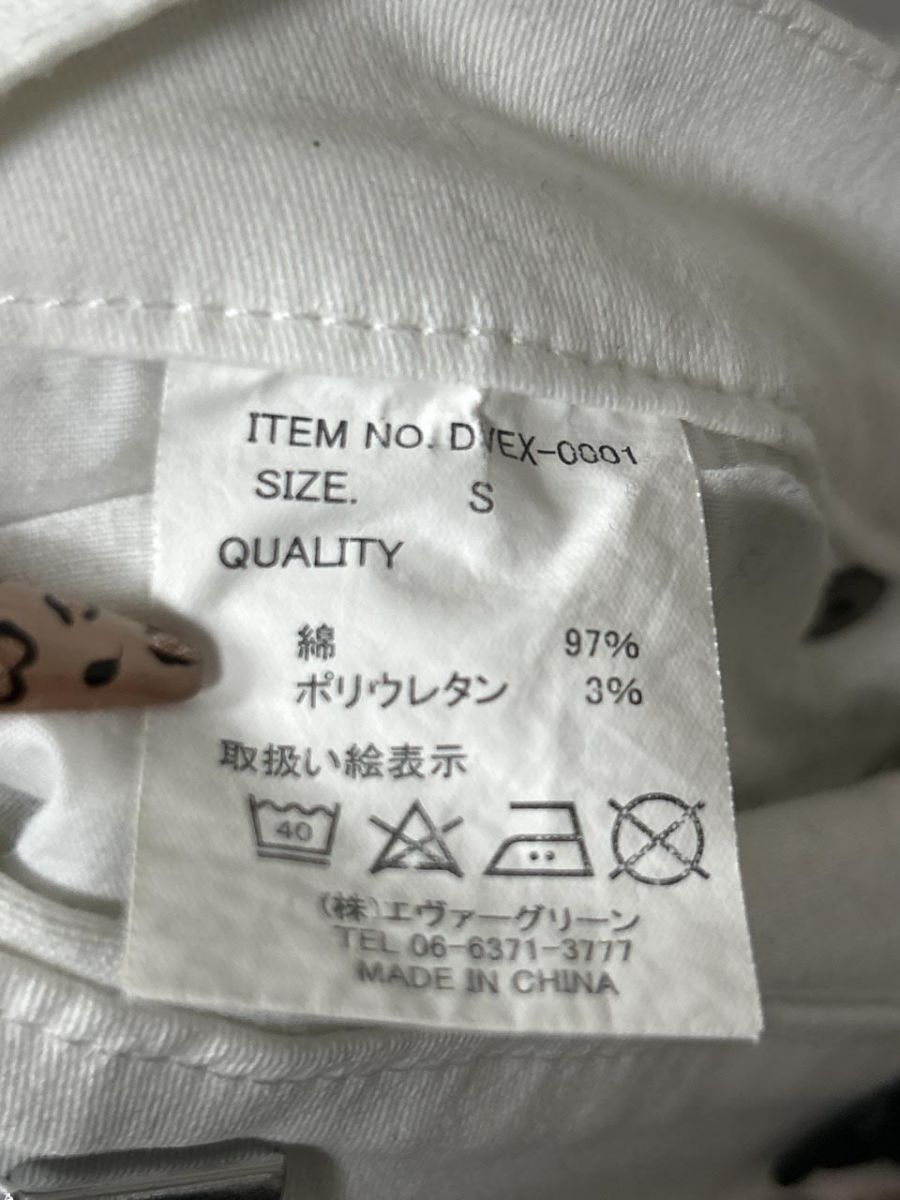 ITEM NO. DVEX-0001
SIZE. S
QUALITY
綿 97%
ポリウレタン 3%
取扱い絵表示
40
(株)エヴァーグリーン
TEL 06-6371-3777
MADE IN CHINA